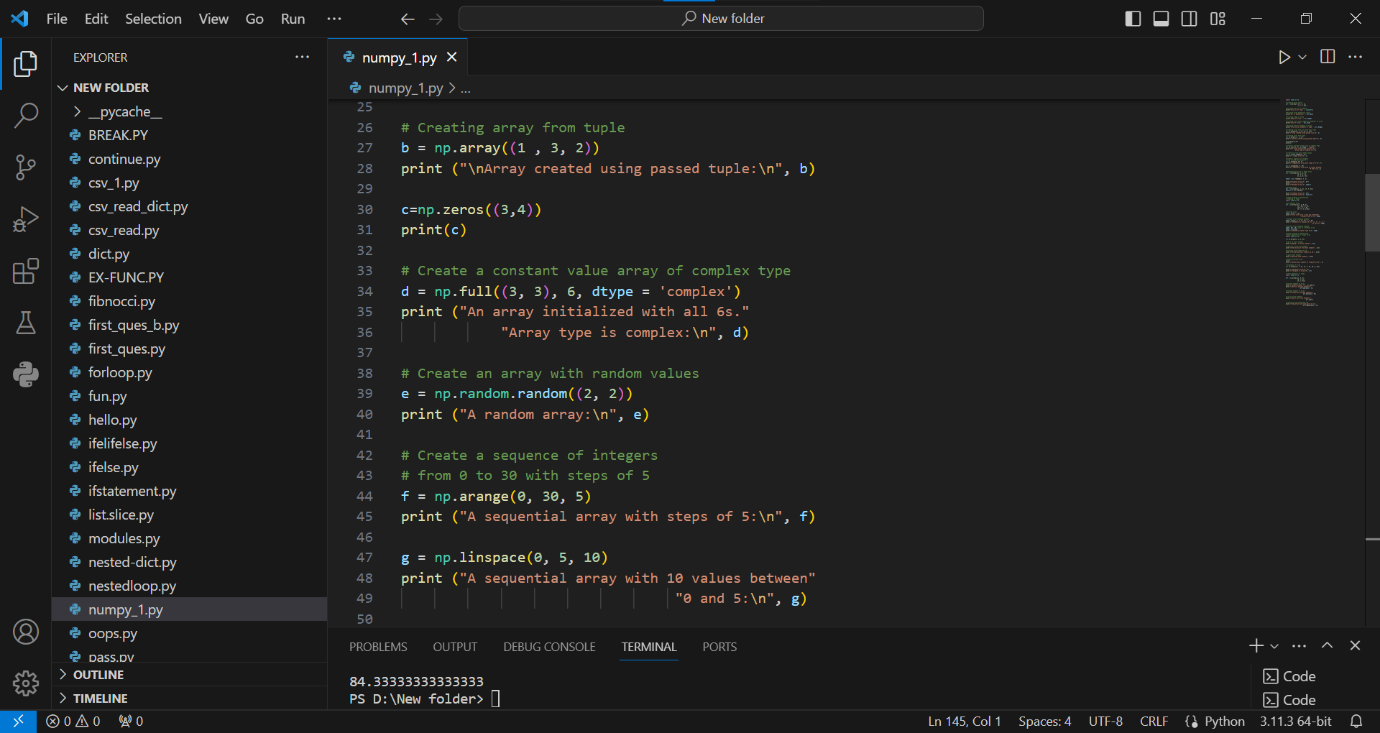 File Edit Selection View Go Run ··· New folder
EXPLORER ···
NEW FOLDER
__pycache__
BREAK.PY
continue.py
csv_1.py
csv_read_dict.py
csv_read.py
dict.py
EX-FUNC.PY
fibnocci.py
first_ques_b.py
first_ques.py
forloop.py
fun.py
hello.py
ifelifelse.py
ifelse.py
ifstatement.py
list.slice.py
modules.py
nested-dict.py
nestedloop.py
numpy_1.py
oops.py
pass.py
OUTLINE
TIMELINE
numpy_1.py
numpy_1.py > ...
25
26 # Creating array from tuple
27 b = np.array((1 , 3, 2))
28 print ("\nArray created using passed tuple:\n", b)
29
30 c=np.zeros((3,4))
31 print(c)
32
33 # Create a constant value array of complex type
34 d = np.full((3, 3), 6, dtype = 'complex')
35 print ("An array initialized with all 6s."
36 "Array type is complex:\n", d)
37
38 # Create an array with random values
39 e = np.random.random((2, 2))
40 print ("A random array:\n", e)
41
42 # Create a sequence of integers
43 # from 0 to 30 with steps of 5
44 f = np.arange(0, 30, 5)
45 print ("A sequential array with steps of 5:\n", f)
46
47 g = np.linspace(0, 5, 10)
48 print ("A sequential array with 10 values between"
49 "0 and 5:\n", g)
50
PROBLEMS OUTPUT DEBUG CONSOLE TERMINAL PORTS
84.33333333333333
PS D:\New folder>
Code
Code
0 0 0 Ln 145, Col 1 Spaces: 4 UTF-8 CRLF Python 3.11.3 64-bit